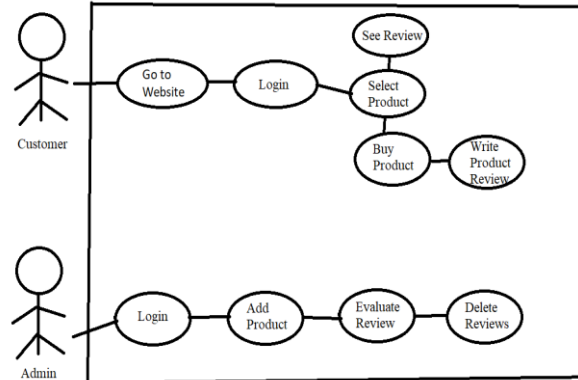 See Review
Go to
Website
Login
Select
Product
Customer
Buy
Product
Write
Product
Review
Login
Add
Product
Evaluate
Review
Delete
Reviews
Admin